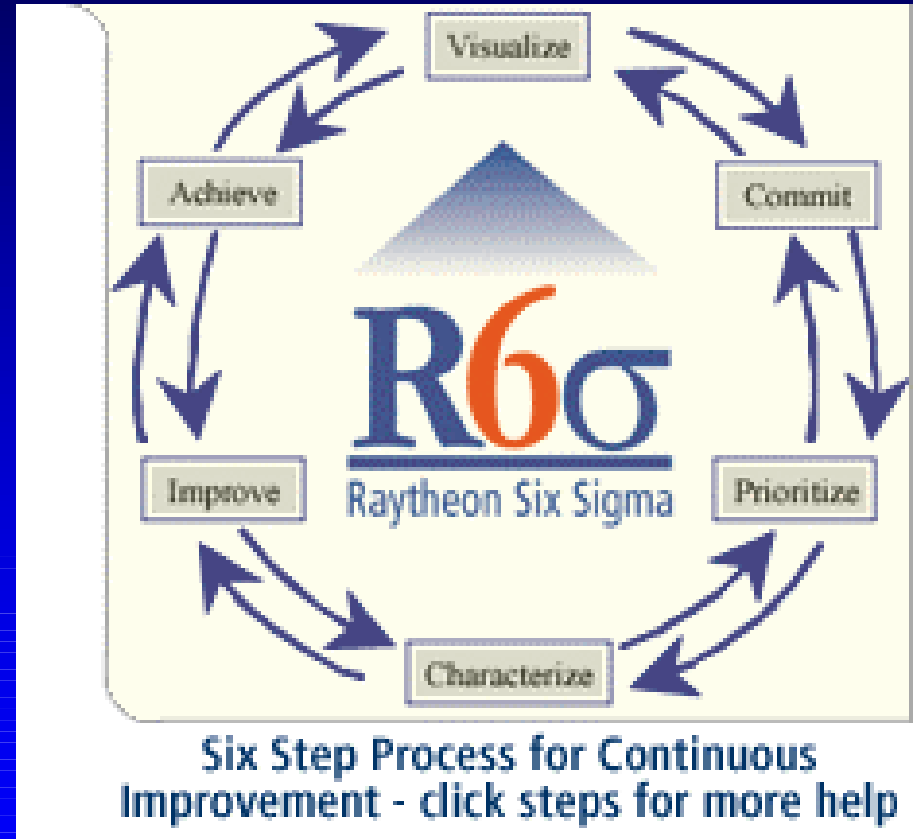 Visualize
Achieve
Commit
R6σ
Raytheon Six Sigma
Improve
Prioritize
Characterize
Six Step Process for Continuous
Improvement - click steps for more help